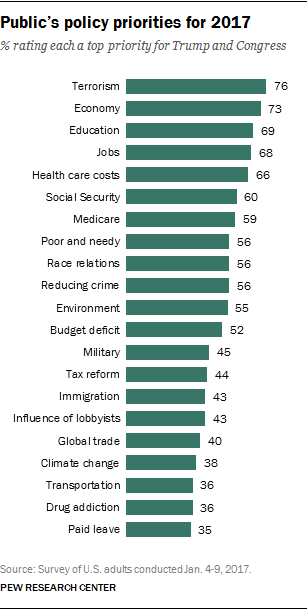 Public's policy priorities for 2017
% rating each a top priority for Trump and Congress
Terrorism 76
Economy 73
Education 69
Jobs 68
Health care costs 66
Social Security 60
Medicare 59
Poor and needy 56
Race relations 56
Reducing crime 56
Environment 55
Budget deficit 52
Military 45
Tax reform 44
Immigration 43
Influence of lobbyists 43
Global trade 40
Climate change 38
Transportation 36
Drug addiction 36
Paid leave 35
Source: Survey of U.S. adults conducted Jan. 4-9, 2017.
PEW RESEARCH CENTER